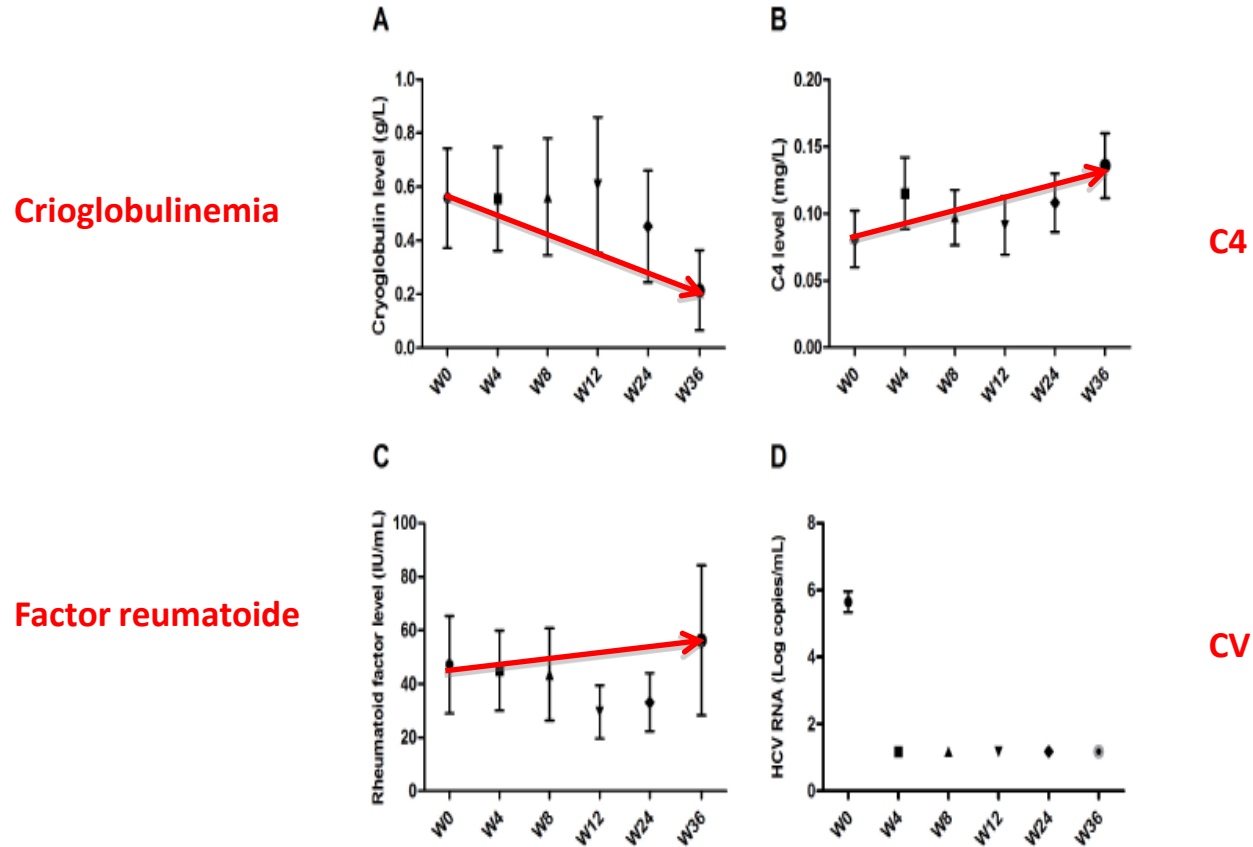 A
Cryoglobulin level (g/L)
1.0
0.8
0.6
0.4
0.2
0.0
W0 W4 W8 W12 W24 W36
Crioglobulinemia
B
C4 level (mg/L)
0.20
0.15
0.10
0.05
0.00
W0 W4 W8 W12 W24 W36
C4
C
Rheumatoid factor level (IU/mL)
100
80
60
40
20
0
W0 W4 W8 W12 W24 W36
Factor reumatoide
D
HCV RNA (Log copies/mL)
8
6
4
2
0
W0 W4 W8 W12 W24 W36
CV